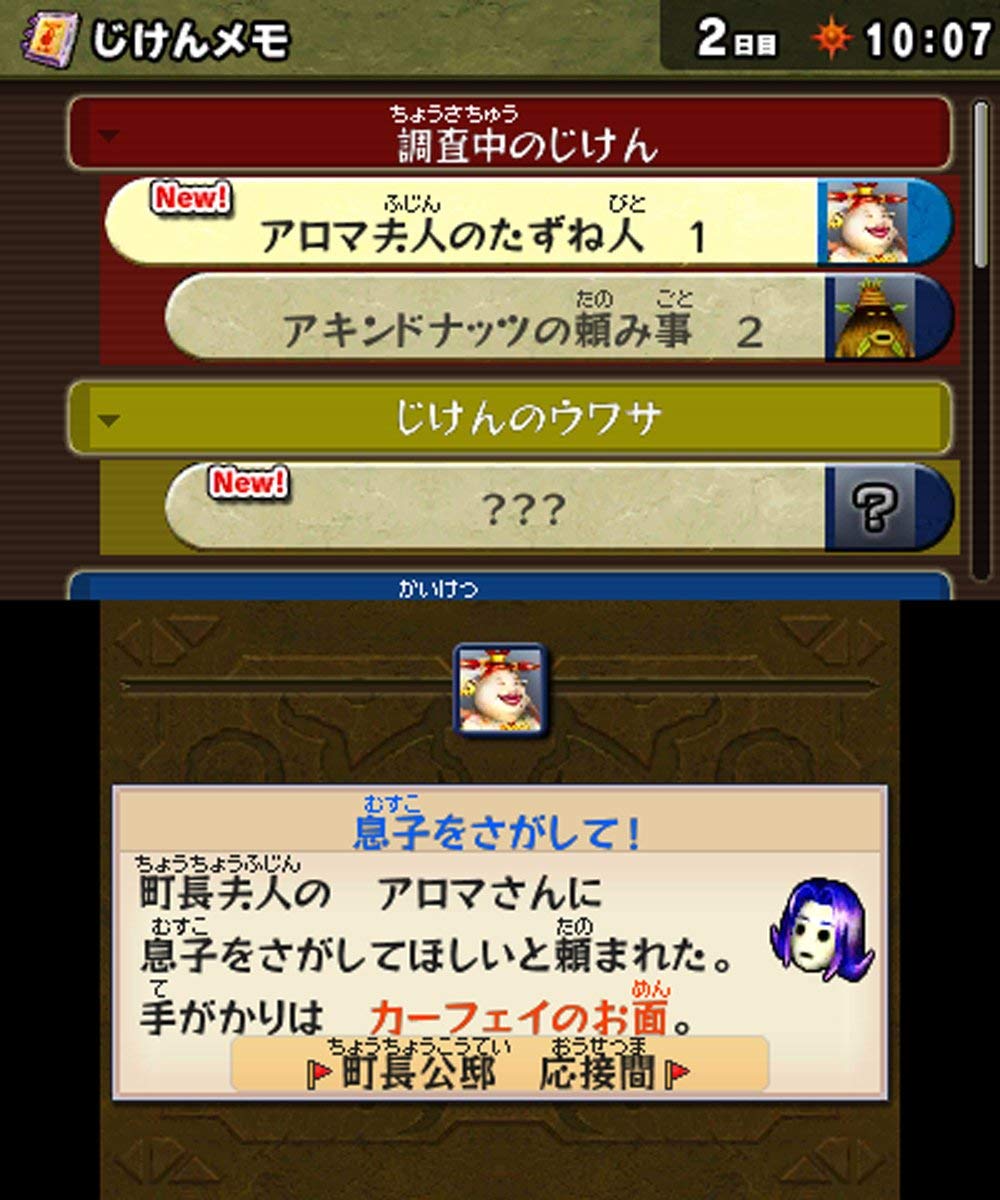 じけんメモ
2日目 10:07
ちょうさちゅう
調査中のじけん
New!
ふじん びと
アロマ夫人のたずね人 1
たの ごと
アキンドナッツの頼み事 2
じけんのウワサ
New!
???
?
かいけつ
むすこ
息子をさがして!
ちょうちょうふじん
町長夫人の アロマさんに
むすこ たの
息子をさがしてほしいと頼まれた。
て めん
手がかりは カーフェイのお面。
ちょうちょうこうてい おうせつま
町長公邸 応接間